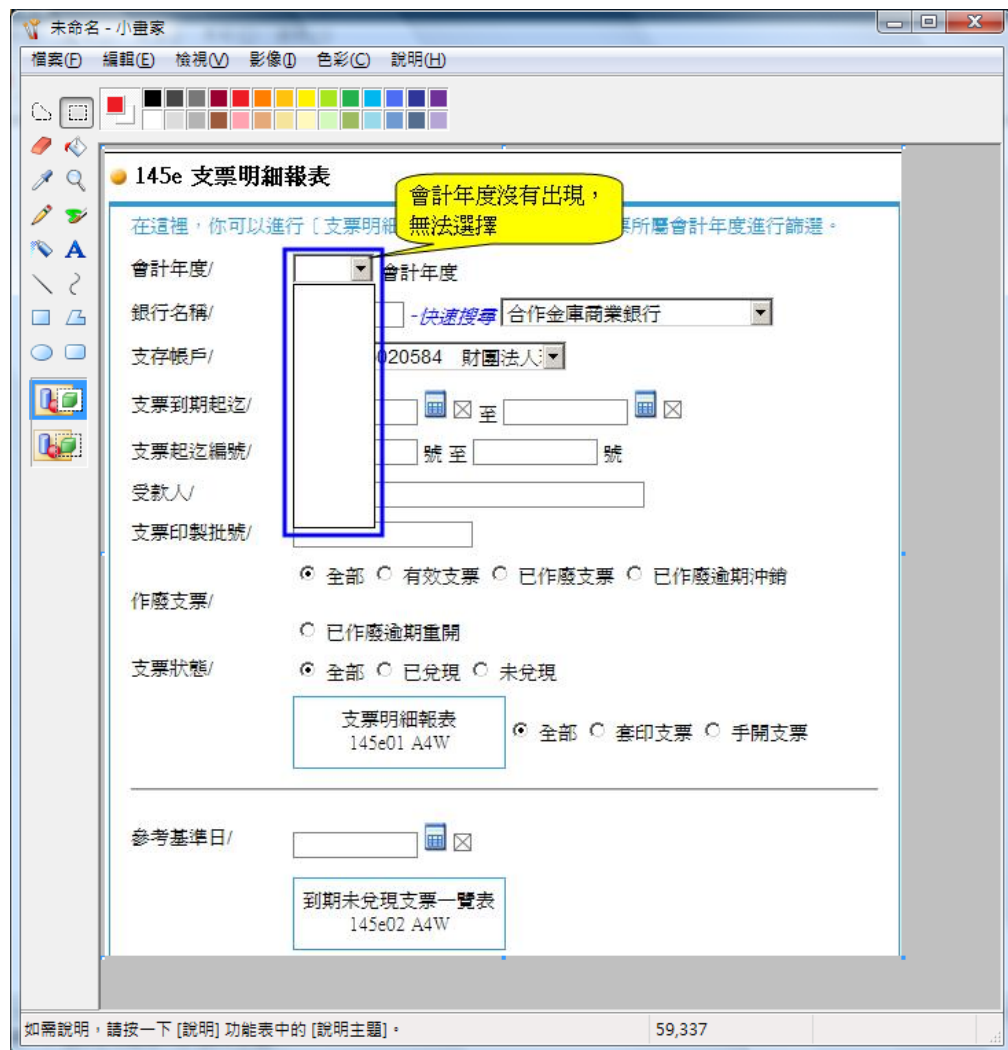 未命名 - 小畫家
檔案(F) 編輯(E) 檢視(V) 影像(I) 色彩(C) 說明(H)
145e 支票明細報表
會計年度沒有出現，
無法選擇
在這裡，你可以進行〔支票明細 票所屬會計年度進行篩選。
會計年度/ 會計年度
銀行名稱/ -快速搜尋 合作金庫商業銀行
支存帳戶/ 020584 財團法人
支票到期起迄/ 至
支票起迄編號/ 號 至 號
受款人/
支票印製批號/
全部 有效支票 已作廢支票 已作廢逾期沖銷
作廢支票/
已作廢逾期重開
支票狀態/ 全部 已兌現 未兌現
支票明細報表
145e01 A4W
全部 套印支票 手開支票
參考基準日/
到期未兌現支票一覽表
145e02 A4W
如需說明，請按一下 [說明] 功能表中的 [說明主題]。 59,337